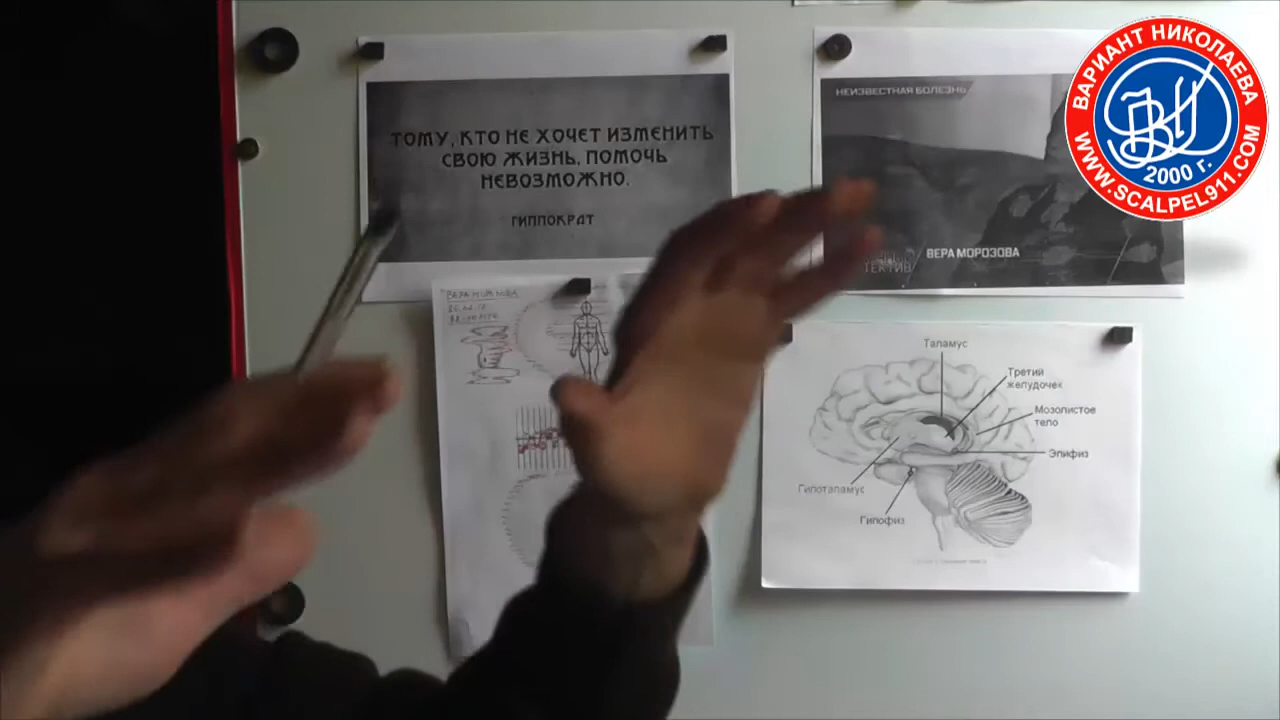 ТОМУ, КТО НЕ ХОЧЕТ ИЗМЕНИТЬ
СВОЮ ЖИЗНЬ, ПОМОЧЬ
НЕВОЗМОЖНО.
ГИППОКРАТ
НЕИЗВЕСТНАЯ БОЛЕЗНЬ
ВЕРА МОРОЗОВА
ВАРИАНТ НИКОЛАЕВА
2000 г.
WWW.SCALPEL911.COM
Таламус
Третий
желудочек
Мозолистое
тело
Эпифиз
Гипоталамус
Гипофиз